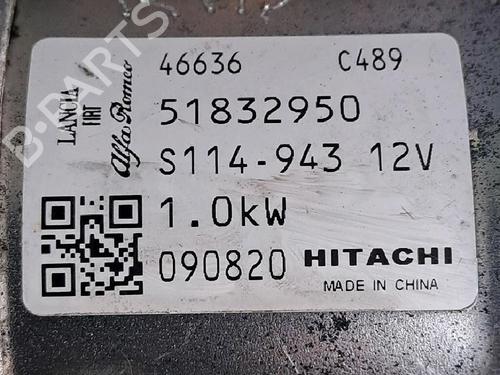 B-PARTS
LANCIA
FIAT
Alfa Romeo
46636 C489
51832950
S114-943 12V
1.0kW
090820 HITACHI
MADE IN CHINA